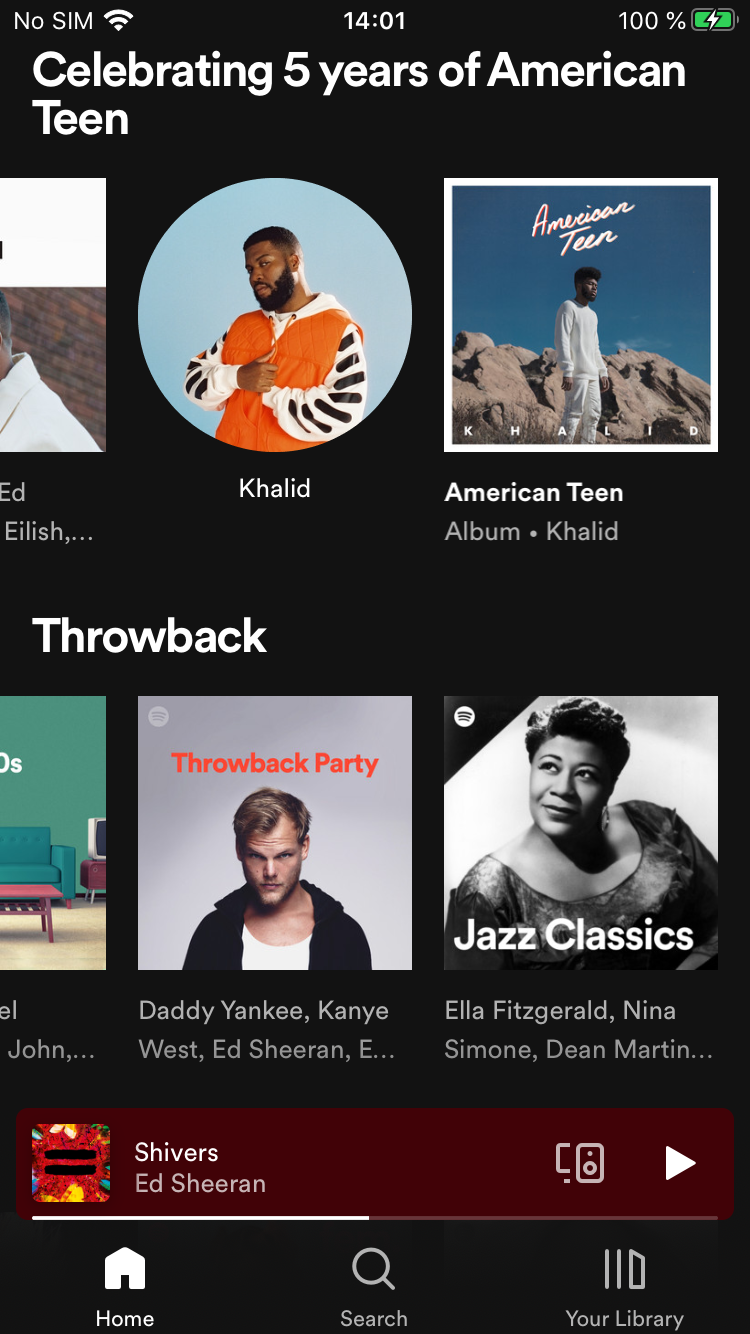 No SIM 14:01 100 %
Celebrating 5 years of American
Teen
American
Teen
K H A L I D
Ed
Khalid
American Teen
Eilish,...
Album • Khalid
Throwback
0s
Throwback Party
Jazz Classics
el
Daddy Yankee, Kanye
Ella Fitzgerald, Nina
John,...
West, Ed Sheeran, E...
Simone, Dean Martin...
Shivers
Ed Sheeran
Home
Search
Your Library